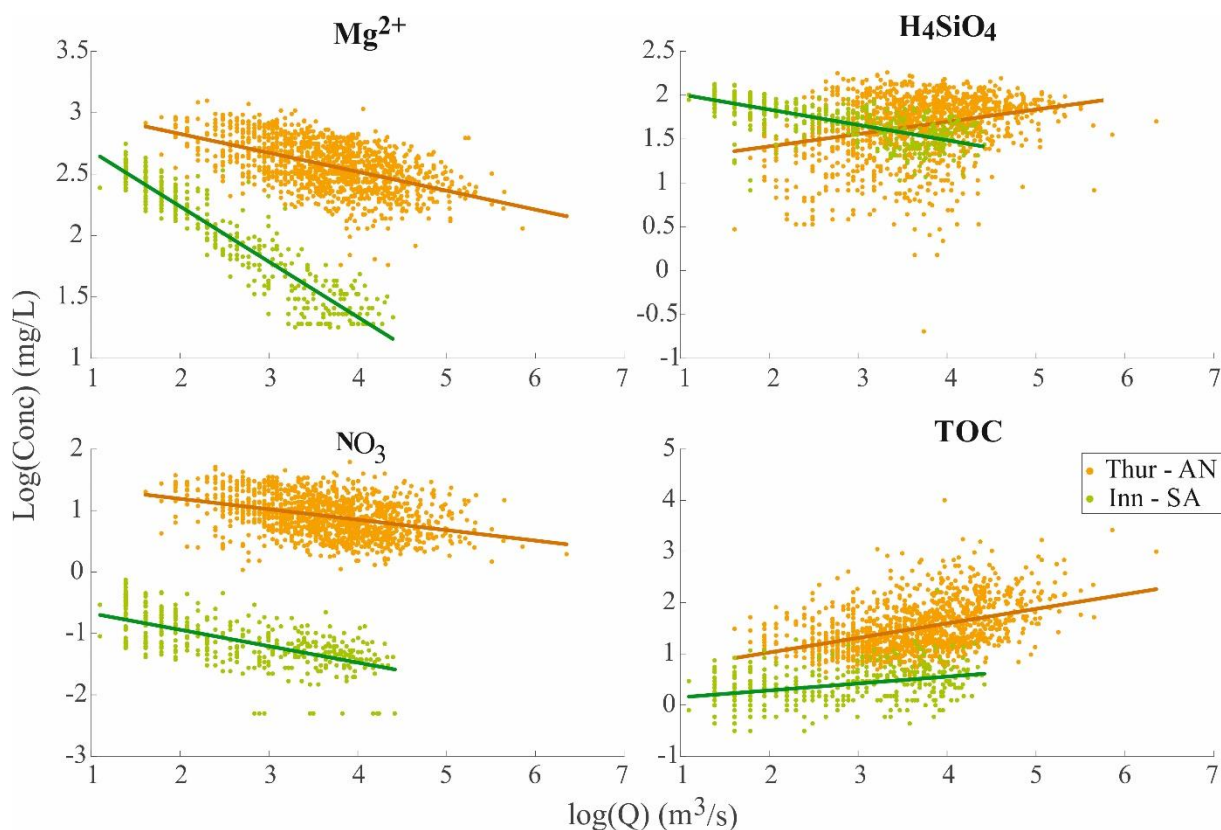 Mg²⁺
3.5
3
2.5
2
1.5
1
1 2 3 4 5 6 7
H₄SiO₄
2.5
2
1.5
1
0.5
0
-0.5
-1
1 2 3 4 5 6 7
Log(Conc) (mg/L)
NO₃
2
1
0
-1
-2
-3
1 2 3 4 5 6 7
TOC
5
4
3
2
1
0
-1
1 2 3 4 5 6 7
Thur - AN
Inn - SA
log(Q) (m³/s)